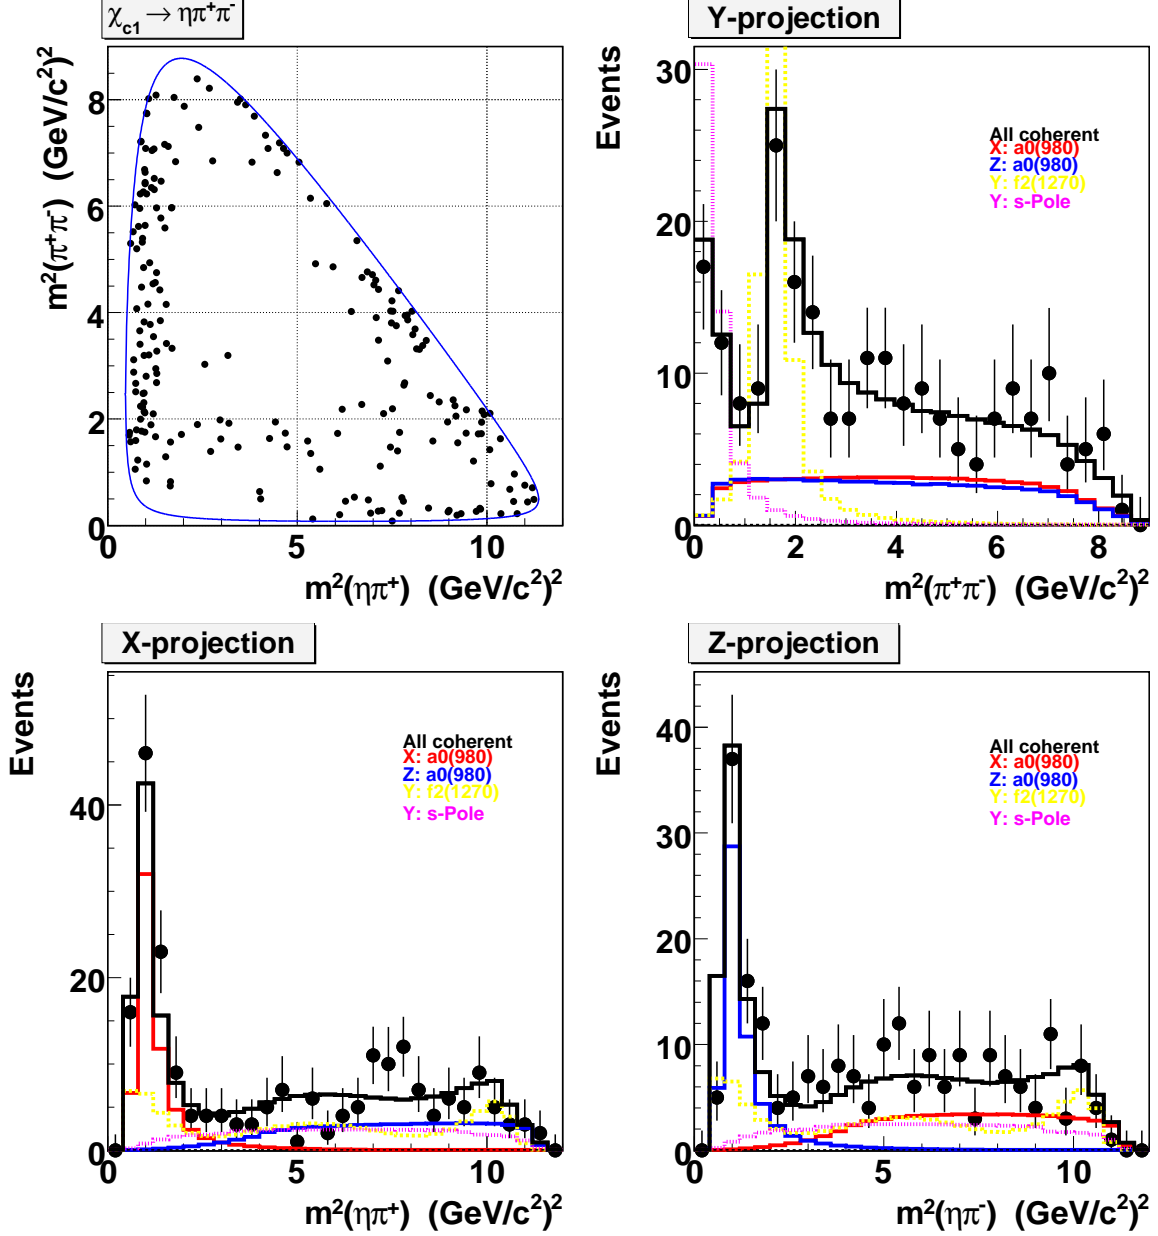 χc1 → ηπ+π-
m²(π+π-) (GeV/c²)²
8
6
4
2
0
0 5 10
m²(ηπ+) (GeV/c²)²
Y-projection
Events
30
20
10
0
All coherent
X: a0(980)
Z: a0(980)
Y: f2(1270)
Y: s-Pole
0 2 4 6 8
m²(π+π-) (GeV/c²)²
X-projection
Events
40
20
0
All coherent
X: a0(980)
Z: a0(980)
Y: f2(1270)
Y: s-Pole
0 5 10
m²(ηπ+) (GeV/c²)²
Z-projection
Events
40
30
20
10
0
All coherent
X: a0(980)
Z: a0(980)
Y: f2(1270)
Y: s-Pole
0 5 10
m²(ηπ-) (GeV/c²)²